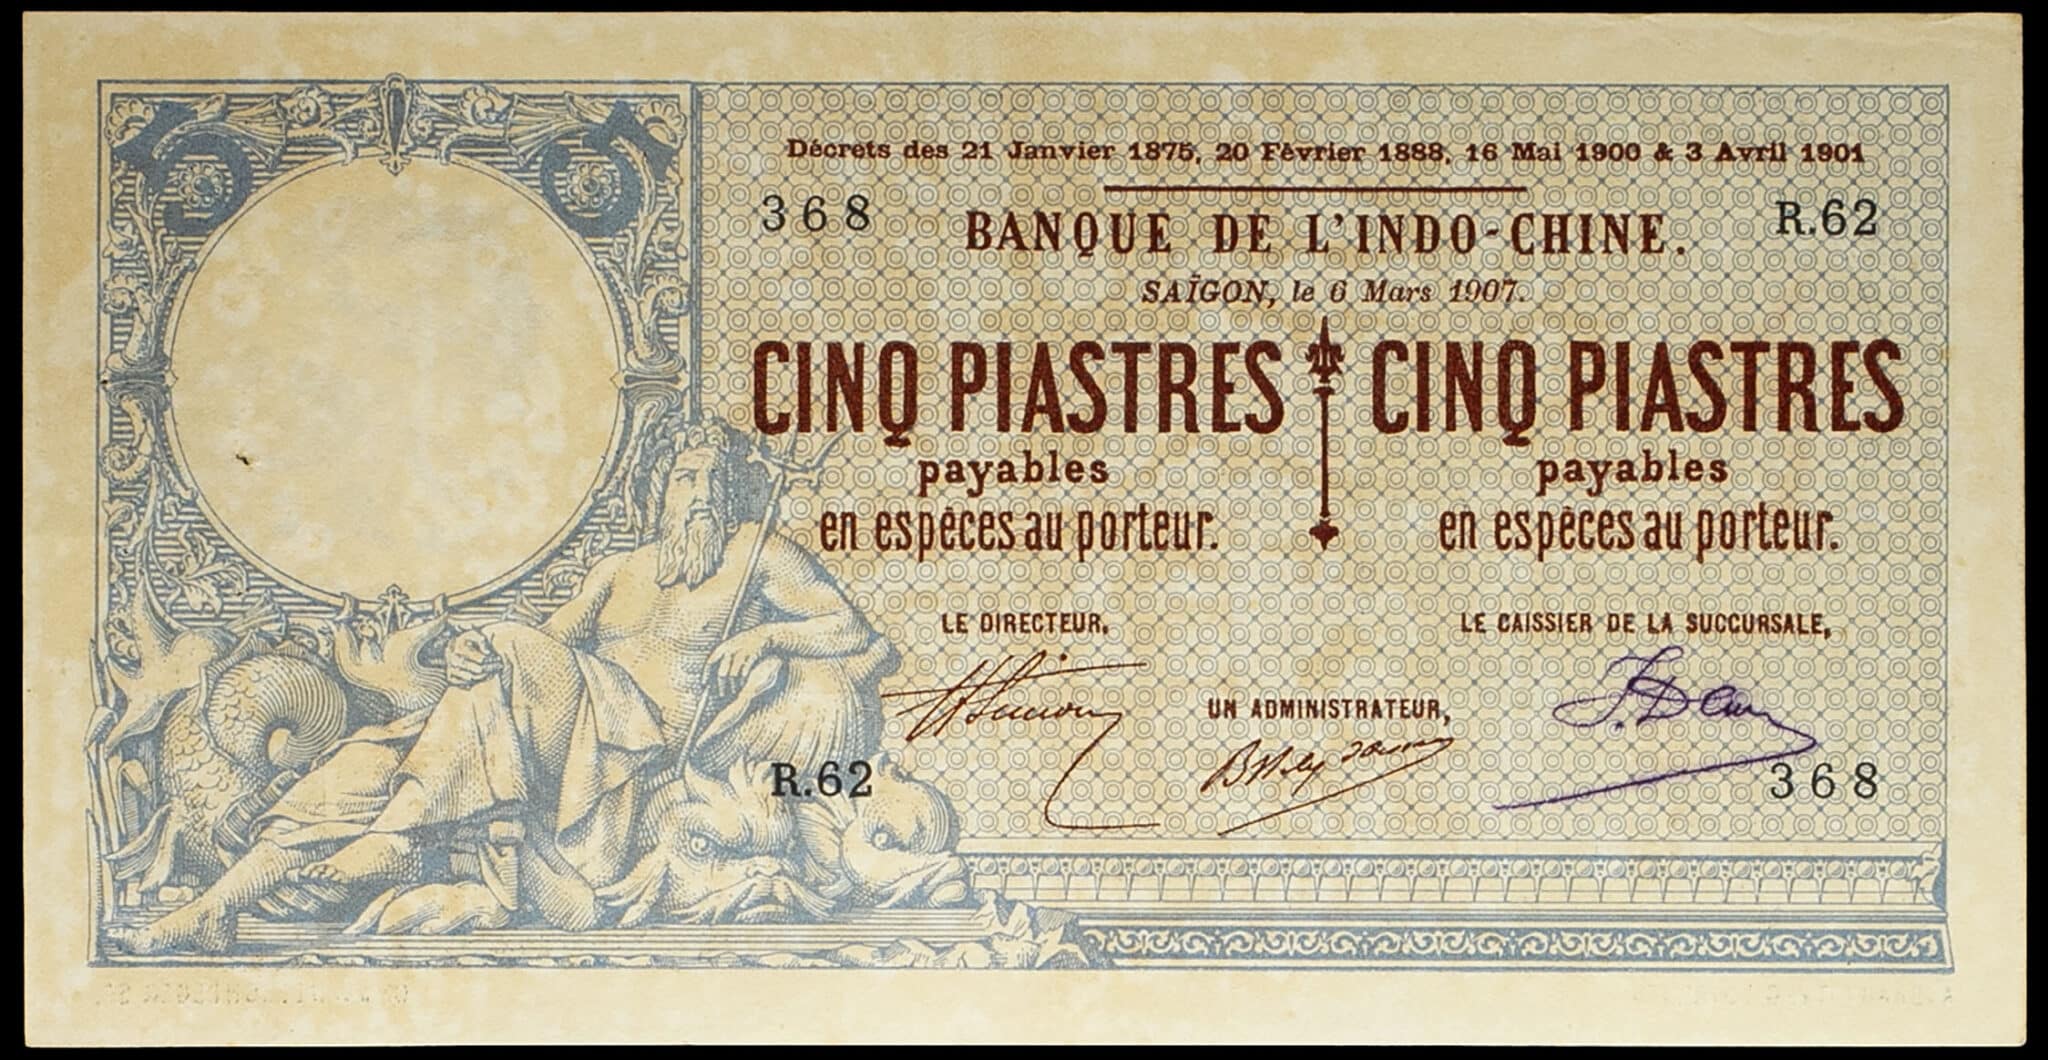 5 5
Décrets des 21 Janvier 1875, 20 Février 1888, 16 Mai 1900 & 3 Avril 1901
368
R.62
BANQUE DE L'INDO-CHINE.
SAÏGON, le 6 Mars 1907.
CINQ PIASTRES
payables
en espèces au porteur.
CINQ PIASTRES
payables
en espèces au porteur.
LE DIRECTEUR,
LE CAISSIER DE LA SUCCURSALE,
UN ADMINISTRATEUR,
R.62
368